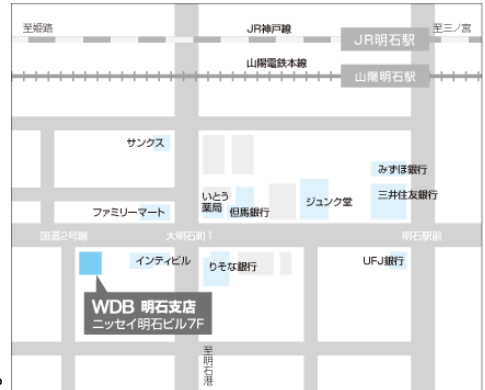 至姫路
JR神戸線
JR明石駅
至三ノ宮
山陽電鉄本線
山陽明石駅
サンクス
みずほ銀行
いとう
薬局
但馬銀行
ジュンク堂
三井住友銀行
ファミリーマート
国道2号線
大明石町1
明石駅前
インティビル
りそな銀行
UFJ銀行
WDB 明石支店
ニッセイ明石ビル7F
至明石港